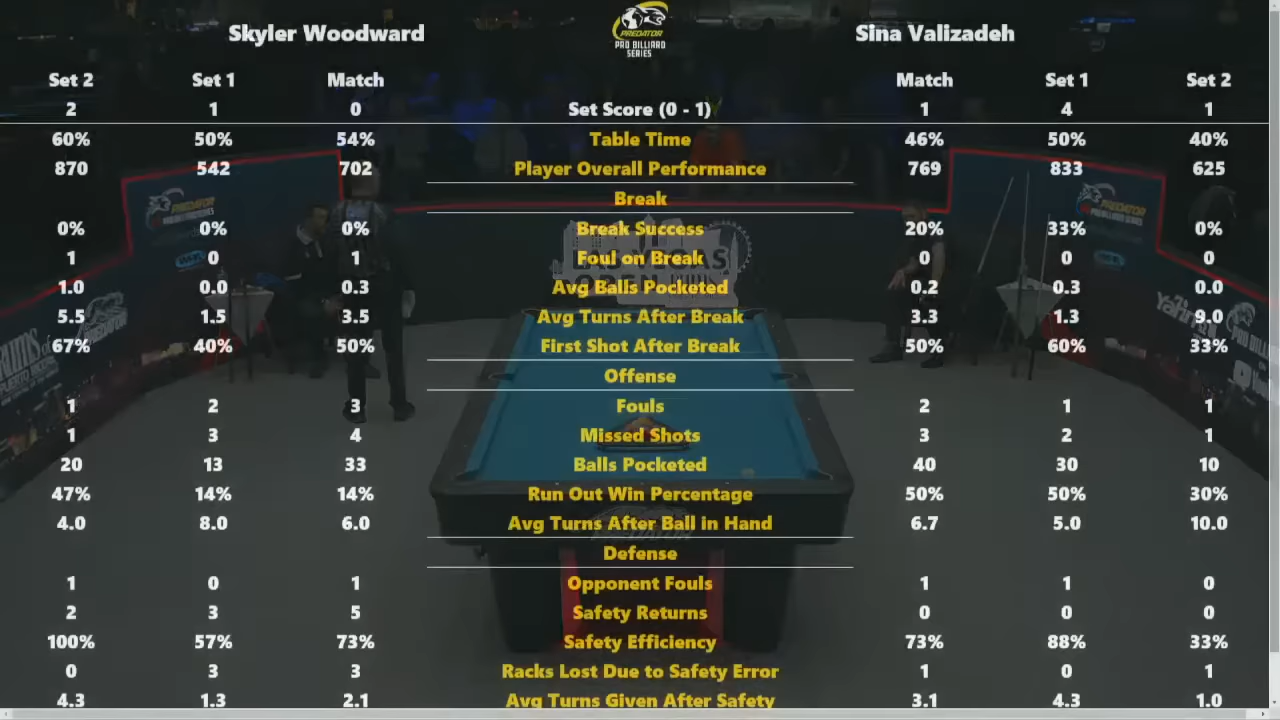 Skyler Woodward PREDATOR PRO BILLIARD SERIES Sina Valizadeh
Set 2 Set 1 Match Match Set 1 Set 2
2 1 0 Set Score (0 - 1) 1 4 1
60% 50% 54% Table Time 46% 50% 40%
870 542 702 Player Overall Performance 769 833 625
Break
0% 0% 0% Break Success 20% 33% 0%
1 0 1 Foul on Break 0 0 0
1.0 0.0 0.3 Avg Balls Pocketed 0.2 0.3 0.0
5.5 1.5 3.5 Avg Turns After Break 3.3 1.3 9.0
67% 40% 50% First Shot After Break 50% 60% 33%
Offense
1 2 3 Fouls 2 1 1
1 3 4 Missed Shots 3 2 1
20 13 33 Balls Pocketed 40 30 10
47% 14% 14% Run Out Win Percentage 50% 50% 30%
4.0 8.0 6.0 Avg Turns After Ball in Hand 6.7 5.0 10.0
Defense
1 0 1 Opponent Fouls 1 1 0
2 3 5 Safety Returns 0 0 0
100% 57% 73% Safety Efficiency 73% 88% 33%
0 3 3 Racks Lost Due to Safety Error 1 0 1
4.3 1.3 2.1 Avg Turns Given After Safety 3.1 4.3 1.0
LAS VEGAS
OPEN